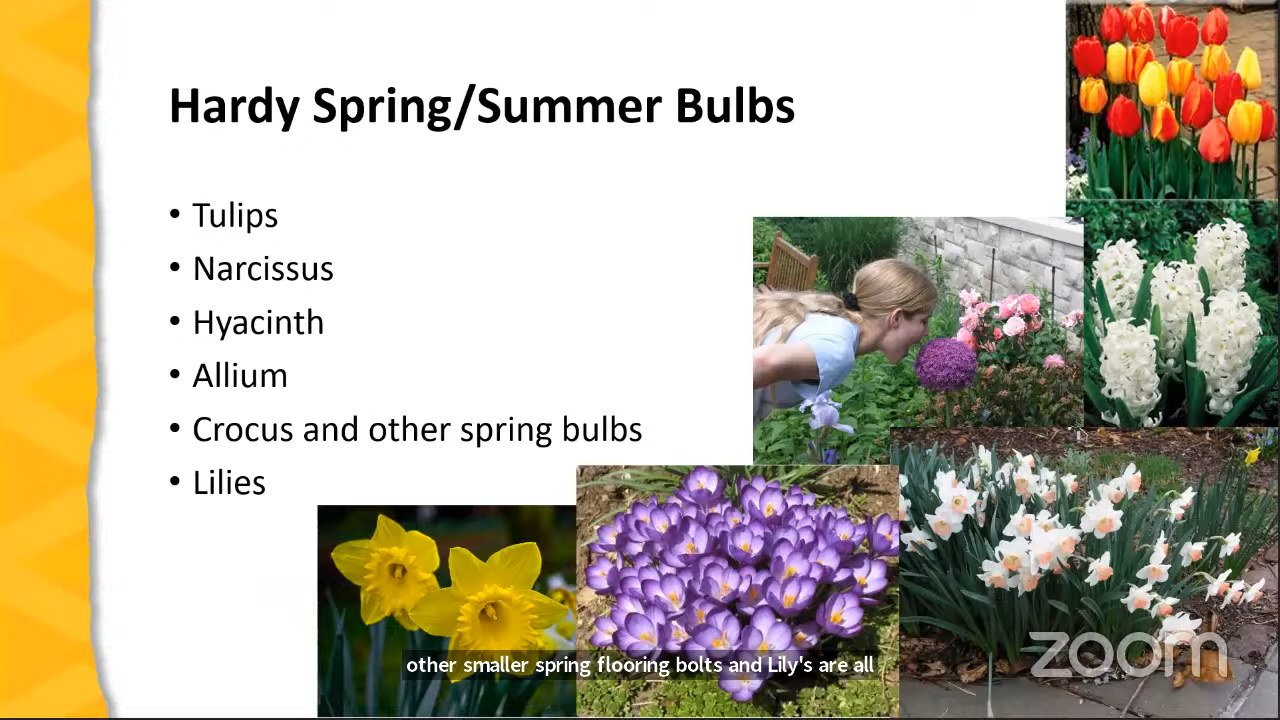 Hardy Spring/Summer Bulbs
• Tulips
• Narcissus
• Hyacinth
• Allium
• Crocus and other spring bulbs
• Lilies
other smaller spring flooring bolts and Lily's are all
zoom